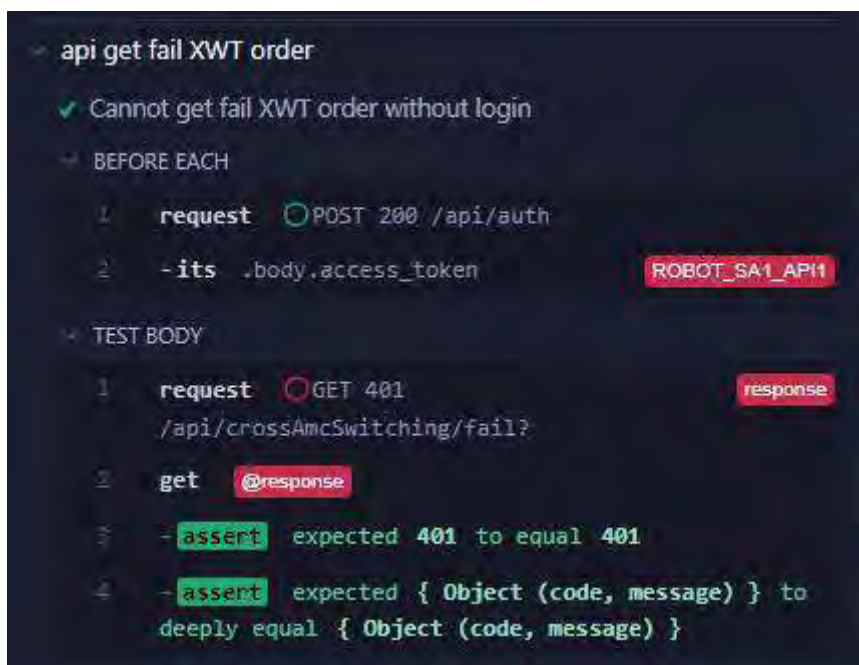 api get fail XWT order
Cannot get fail XWT order without login
BEFORE EACH
1 request POST 200 /api/auth
2 -its .body.access_token ROBOT_SA1_API1
TEST BODY
1 request GET 401 response
/api/crossAmcSwitching/fail?
2 get @response
3 -assert expected 401 to equal 401
4 -assert expected { Object (code, message) } to
deeply equal { Object (code, message) }